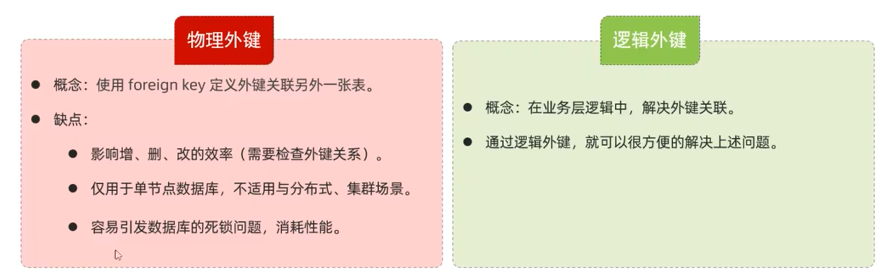 物理外键
概念：使用 foreign key 定义外键关联另外一张表。
缺点：
影响增、删、改的效率（需要检查外键关系）。
仅用于单节点数据库，不适用与分布式、集群场景。
容易引发数据库的死锁问题，消耗性能。
逻辑外键
概念：在业务层逻辑中，解决外键关联。
通过逻辑外键，就可以很方便的解决上述问题。